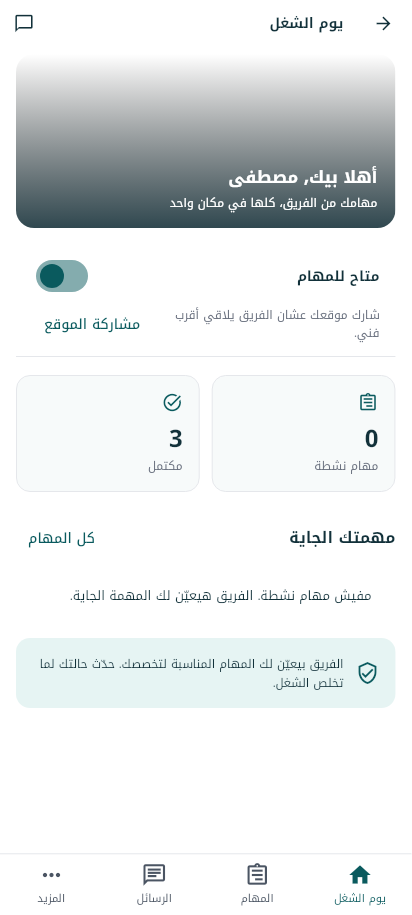 يوم الشغل
أهلا بيك, مصطفى
مهامك من الفريق، كلها في مكان واحد
متاح للمهام
شارك موقعك عشان الفريق يلاقي أقرب
فني.
مشاركة الموقع
0
مهام نشطة
3
مكتمل
مهمتك الجاية
كل المهام
مفيش مهام نشطة. الفريق هيعيّن لك المهمة الجاية.
الفريق بيعيّن لك المهام المناسبة لتخصصك. حدّث حالتك لما
تخلص الشغل.
يوم الشغل
المهام
الرسائل
المزيد